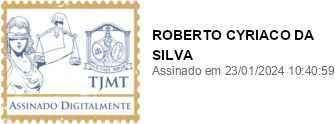 TJMT
ASSINADO DIGITALMENTE
ROBERTO CYRIACO DA
SILVA
Assinado em 23/01/2024 10:40:59